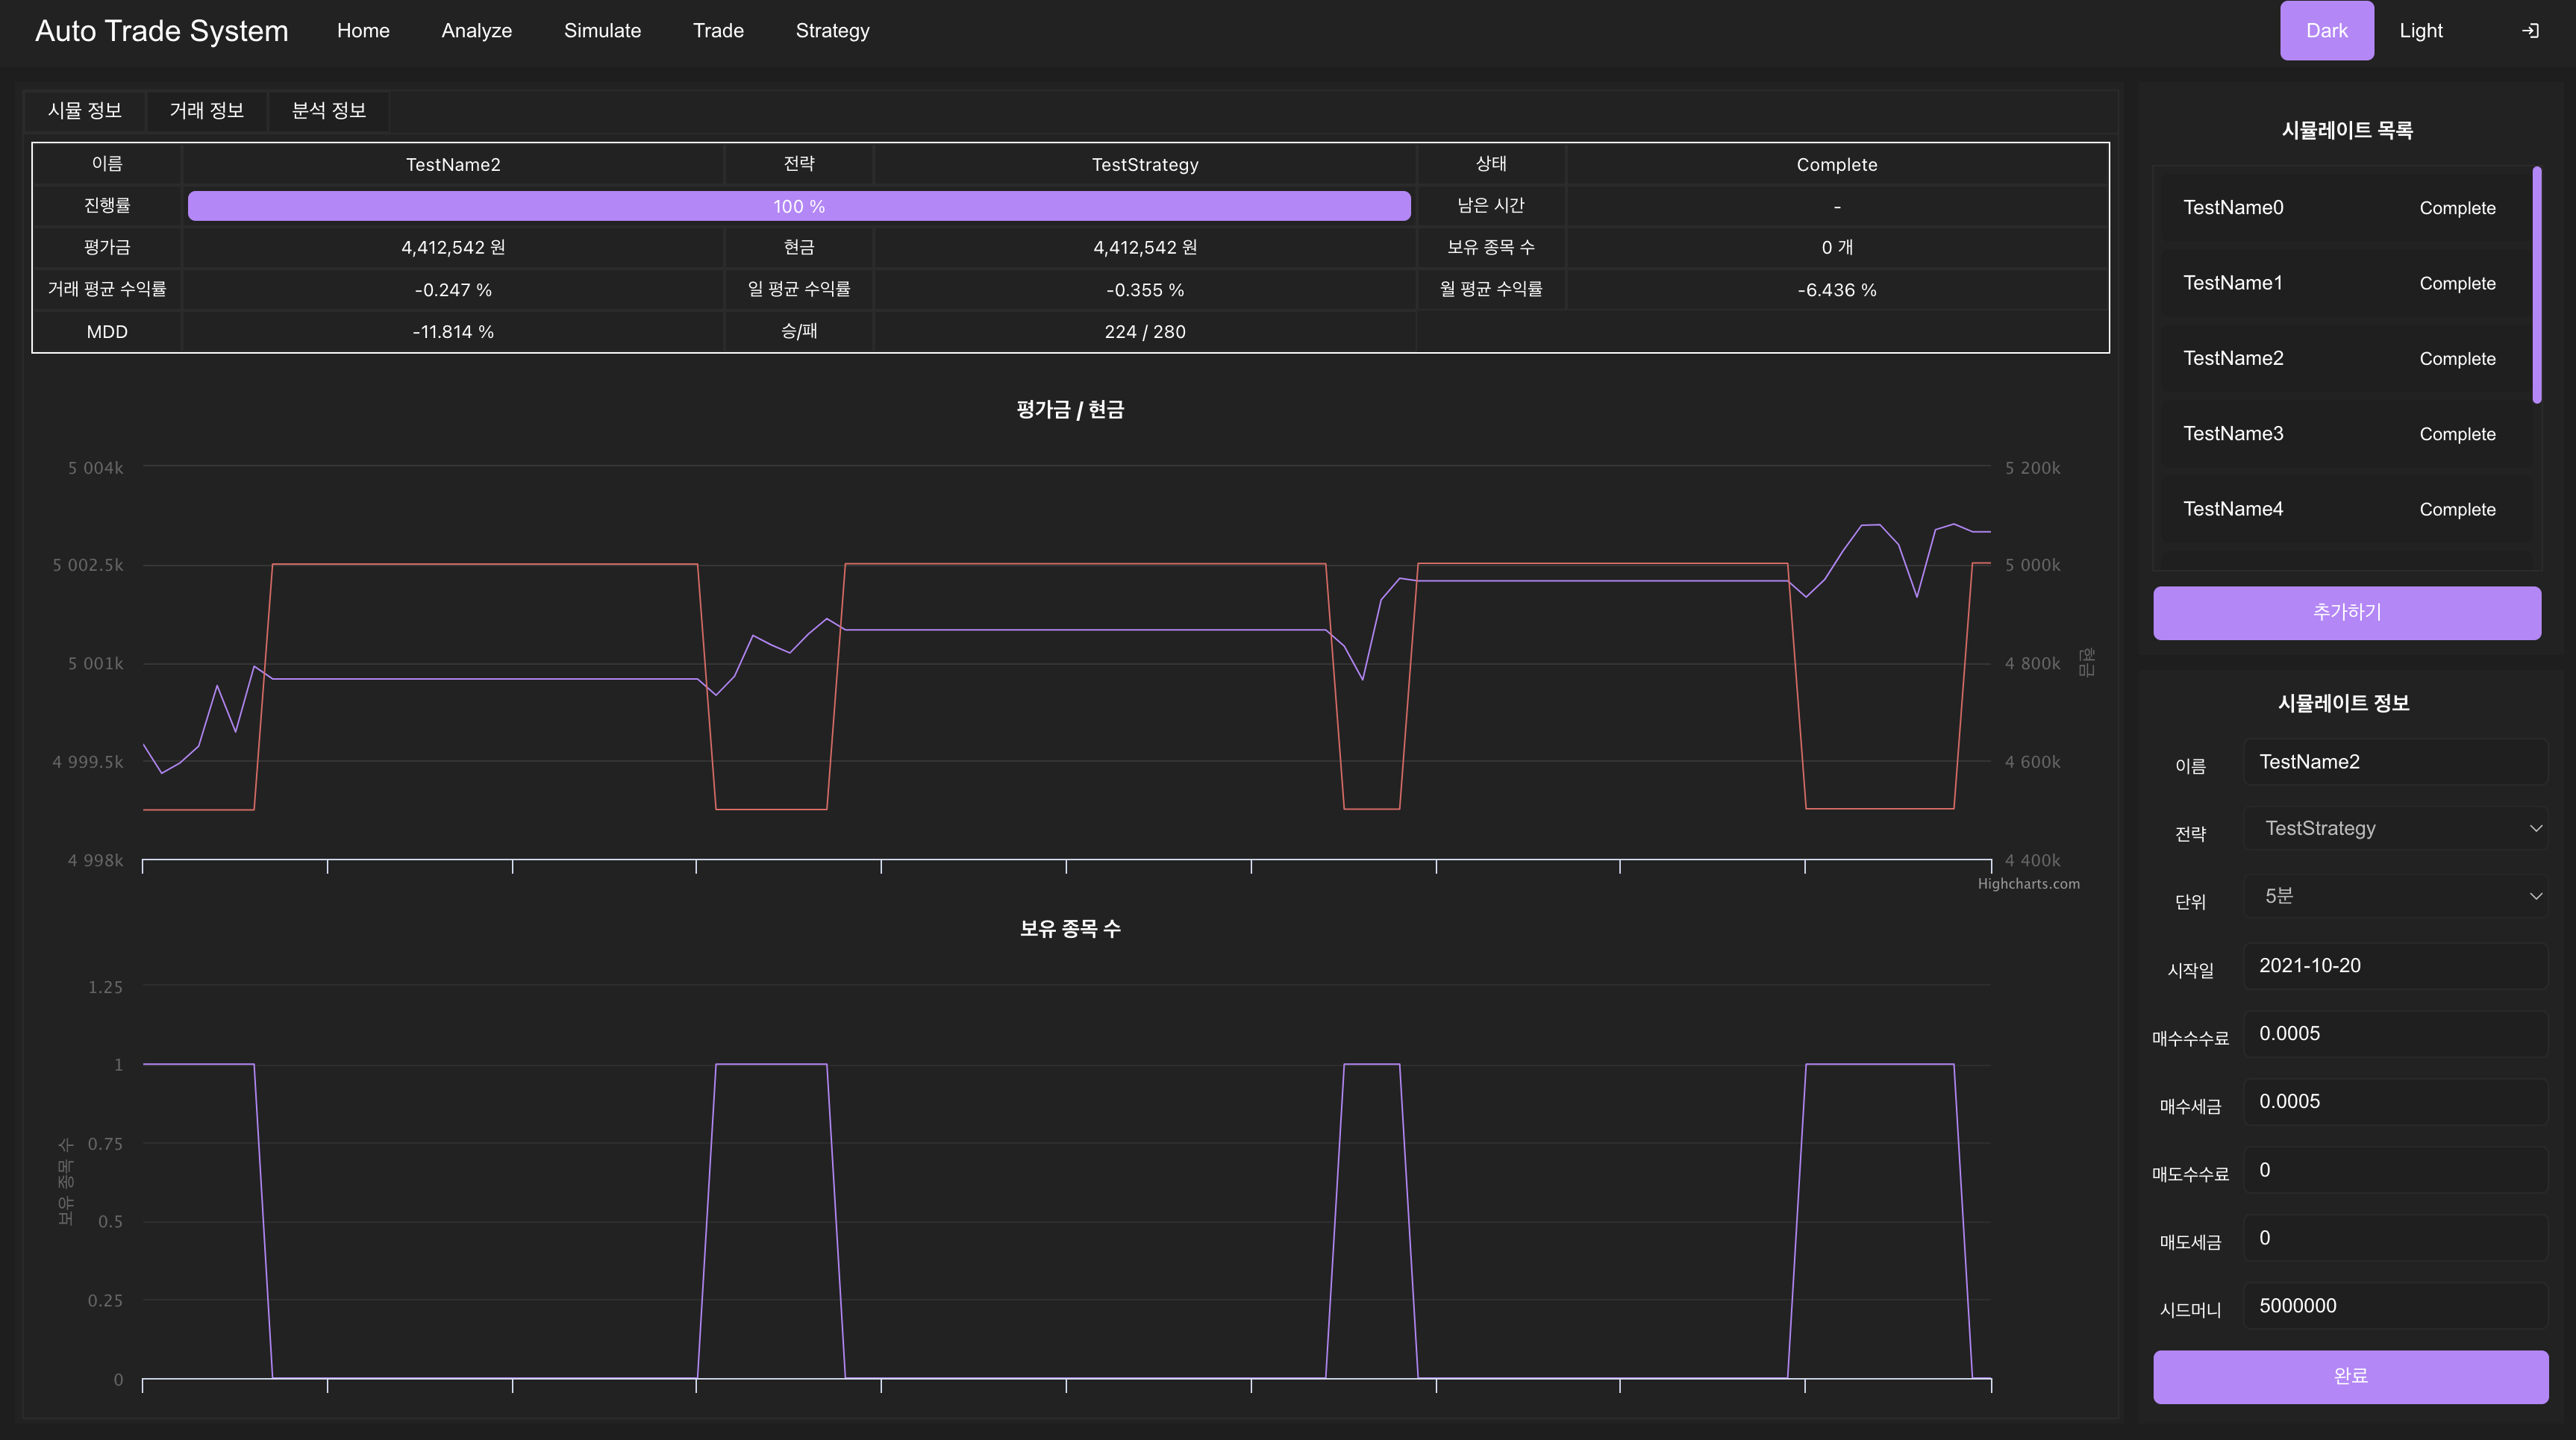 Auto Trade System Home Analyze Simulate Trade Strategy Dark Light
시뮬 정보 거래 정보 분석 정보
이름 TestName2 전략 TestStrategy 상태 Complete
진행률 100 % 남은 시간 -
평가금 4,412,542 원 현금 4,412,542 원 보유 종목 수 0 개
거래 평균 수익률 -0.247 % 일 평균 수익률 -0.355 % 월 평균 수익률 -6.436 %
MDD -11.814 % 승/패 224 / 280
평가금 / 현금
5 004k 5 200k
5 002.5k 5 000k
5 001k 4 800k
현금
4 999.5k 4 600k
4 998k 4 400k
Highcharts.com
보유 종목 수
1.25
1
0.75
보유 종목 수
0.5
0.25
0
시뮬레이트 목록
TestName0 Complete
TestName1 Complete
TestName2 Complete
TestName3 Complete
TestName4 Complete
추가하기
시뮬레이트 정보
이름 TestName2
전략 TestStrategy
단위 5분
시작일 2021-10-20
매수수수료 0.0005
매수세금 0.0005
매도수수료 0
매도세금 0
시드머니 5000000
완료